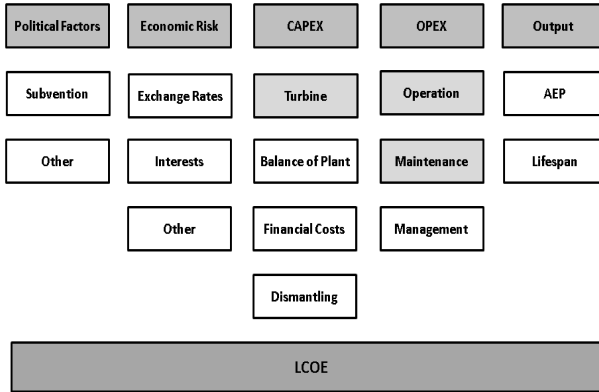 Political Factors
Economic Risk
CAPEX
OPEX
Output
Subvention
Exchange Rates
Turbine
Operation
AEP
Other
Interests
Balance of Plant
Maintenance
Lifespan
Other
Financial Costs
Management
Dismantling
LCOE